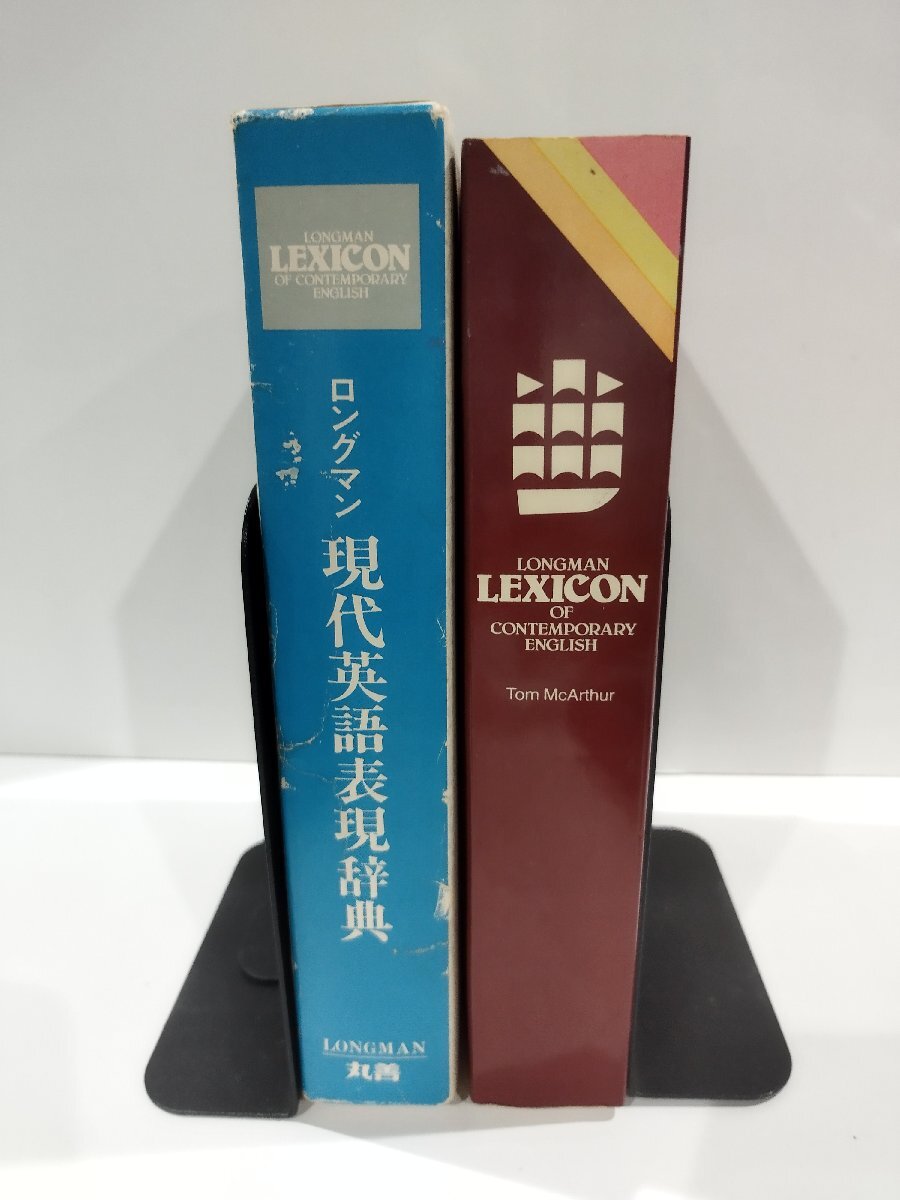 LONGMAN
LEXICON
OF CONTEMPORARY
ENGLISH
ロングマン
現代英語表現辞典
LONGMAN
丸善
LONGMAN
LEXICON
OF
CONTEMPORARY
ENGLISH
Tom McArthur